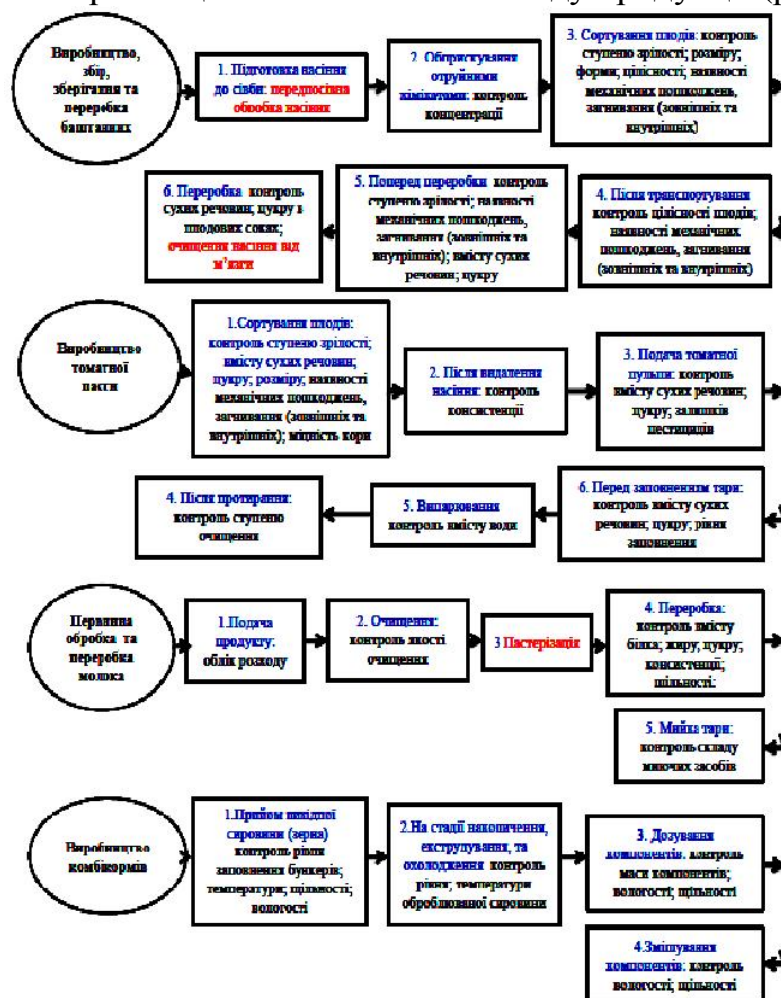 Виробництво,
збір,
зберігання та
переробка
баштанних
1. Підготовка насіння
до сівби: передпосівна
обробка насіння
2. Обприскування
отруйними
хімікатами: контроль
концентрації
3. Сортування плодів: контроль
ступеню зрілості; розміру;
форми; цілісності; наявності
механічних пошкоджень,
загнивання (зовнішніх та
внутрішніх)
4. Після транспортування
контроль цілісності плодів;
наявності механічних
пошкоджень, загнивання
(зовнішніх та внутрішніх)
5. Поперед переробки контроль
ступеню зрілості; наявності
механічних пошкоджень,
загнивання (зовнішніх та
внутрішніх); вмісту сухих
речовин; цукру
6. Переробка контроль
сухих речовин; цукру в
плодових соках;
очищення насіння від
м'якоти
Виробництво
томатної
пасти
1.Сортування плодів:
контроль ступеню зрілості;
вмісту сухих речовин;
цукру; розміру; наявності
механічних пошкоджень,
загнивання (зовнішніх та
внутрішніх); міцність кори
2. Після видалення
насіння: контроль
консистенції
3. Подача томатної
пульпи: контроль
вмісту сухих речовин;
цукру; залишків
пестицидів
4. Після протирання:
контроль ступеню
очищення
5. Випарювання
контроль вмісту води
6. Перед заповненням тари:
контроль вмісту сухих
речовин; цукру; рівня
заповнення
Первинна
обробка та
переробка
молока
1.Подача
продукту:
облік розходу
2. Очищення:
контроль якості
очищення
3 Пастерізація
4. Переробка:
контроль вмісту
білка; жиру; цукру;
консистенції;
щільності;
5. Мийка тари:
контроль складу
миючих засобів
Виробництво
комбікормів
1.Прийом вихідної
сировини (зерна)
контроль рівня
заповнення бункерів;
температури; щільності;
вологості
2.На стадії накопичення,
екструдування, та
охолодження контроль
рівня; температури
оброблюваної сировини
3. Дозування
компонентів: контроль
маси компонентів;
вологості; щільності
4.Змішування
компонентів: контроль
вологості; щільності